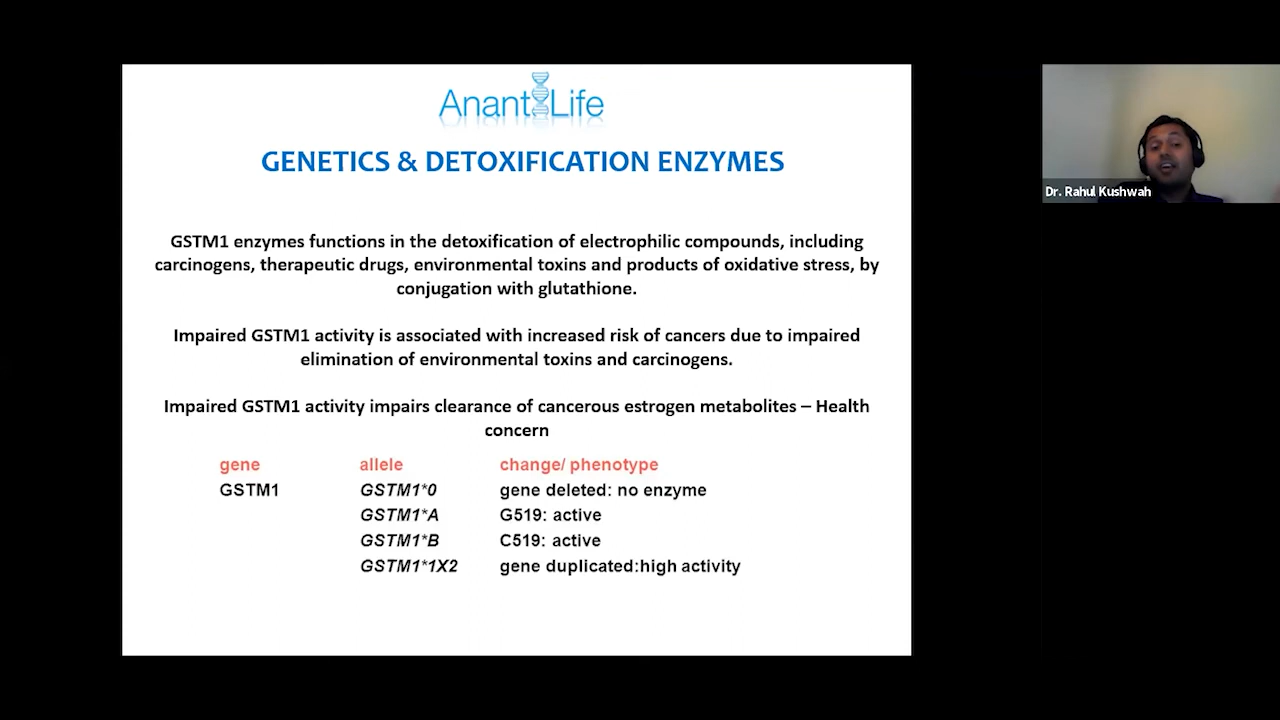 Anant Life
GENETICS & DETOXIFICATION ENZYMES
GSTM1 enzymes functions in the detoxification of electrophilic compounds, including
carcinogens, therapeutic drugs, environmental toxins and products of oxidative stress, by
conjugation with glutathione.
Impaired GSTM1 activity is associated with increased risk of cancers due to impaired
elimination of environmental toxins and carcinogens.
Impaired GSTM1 activity impairs clearance of cancerous estrogen metabolites – Health
concern
gene allele change/ phenotype
GSTM1 GSTM1*0 gene deleted: no enzyme
GSTM1*A G519: active
GSTM1*B C519: active
GSTM1*1X2 gene duplicated:high activity
Dr. Rahul Kushwah